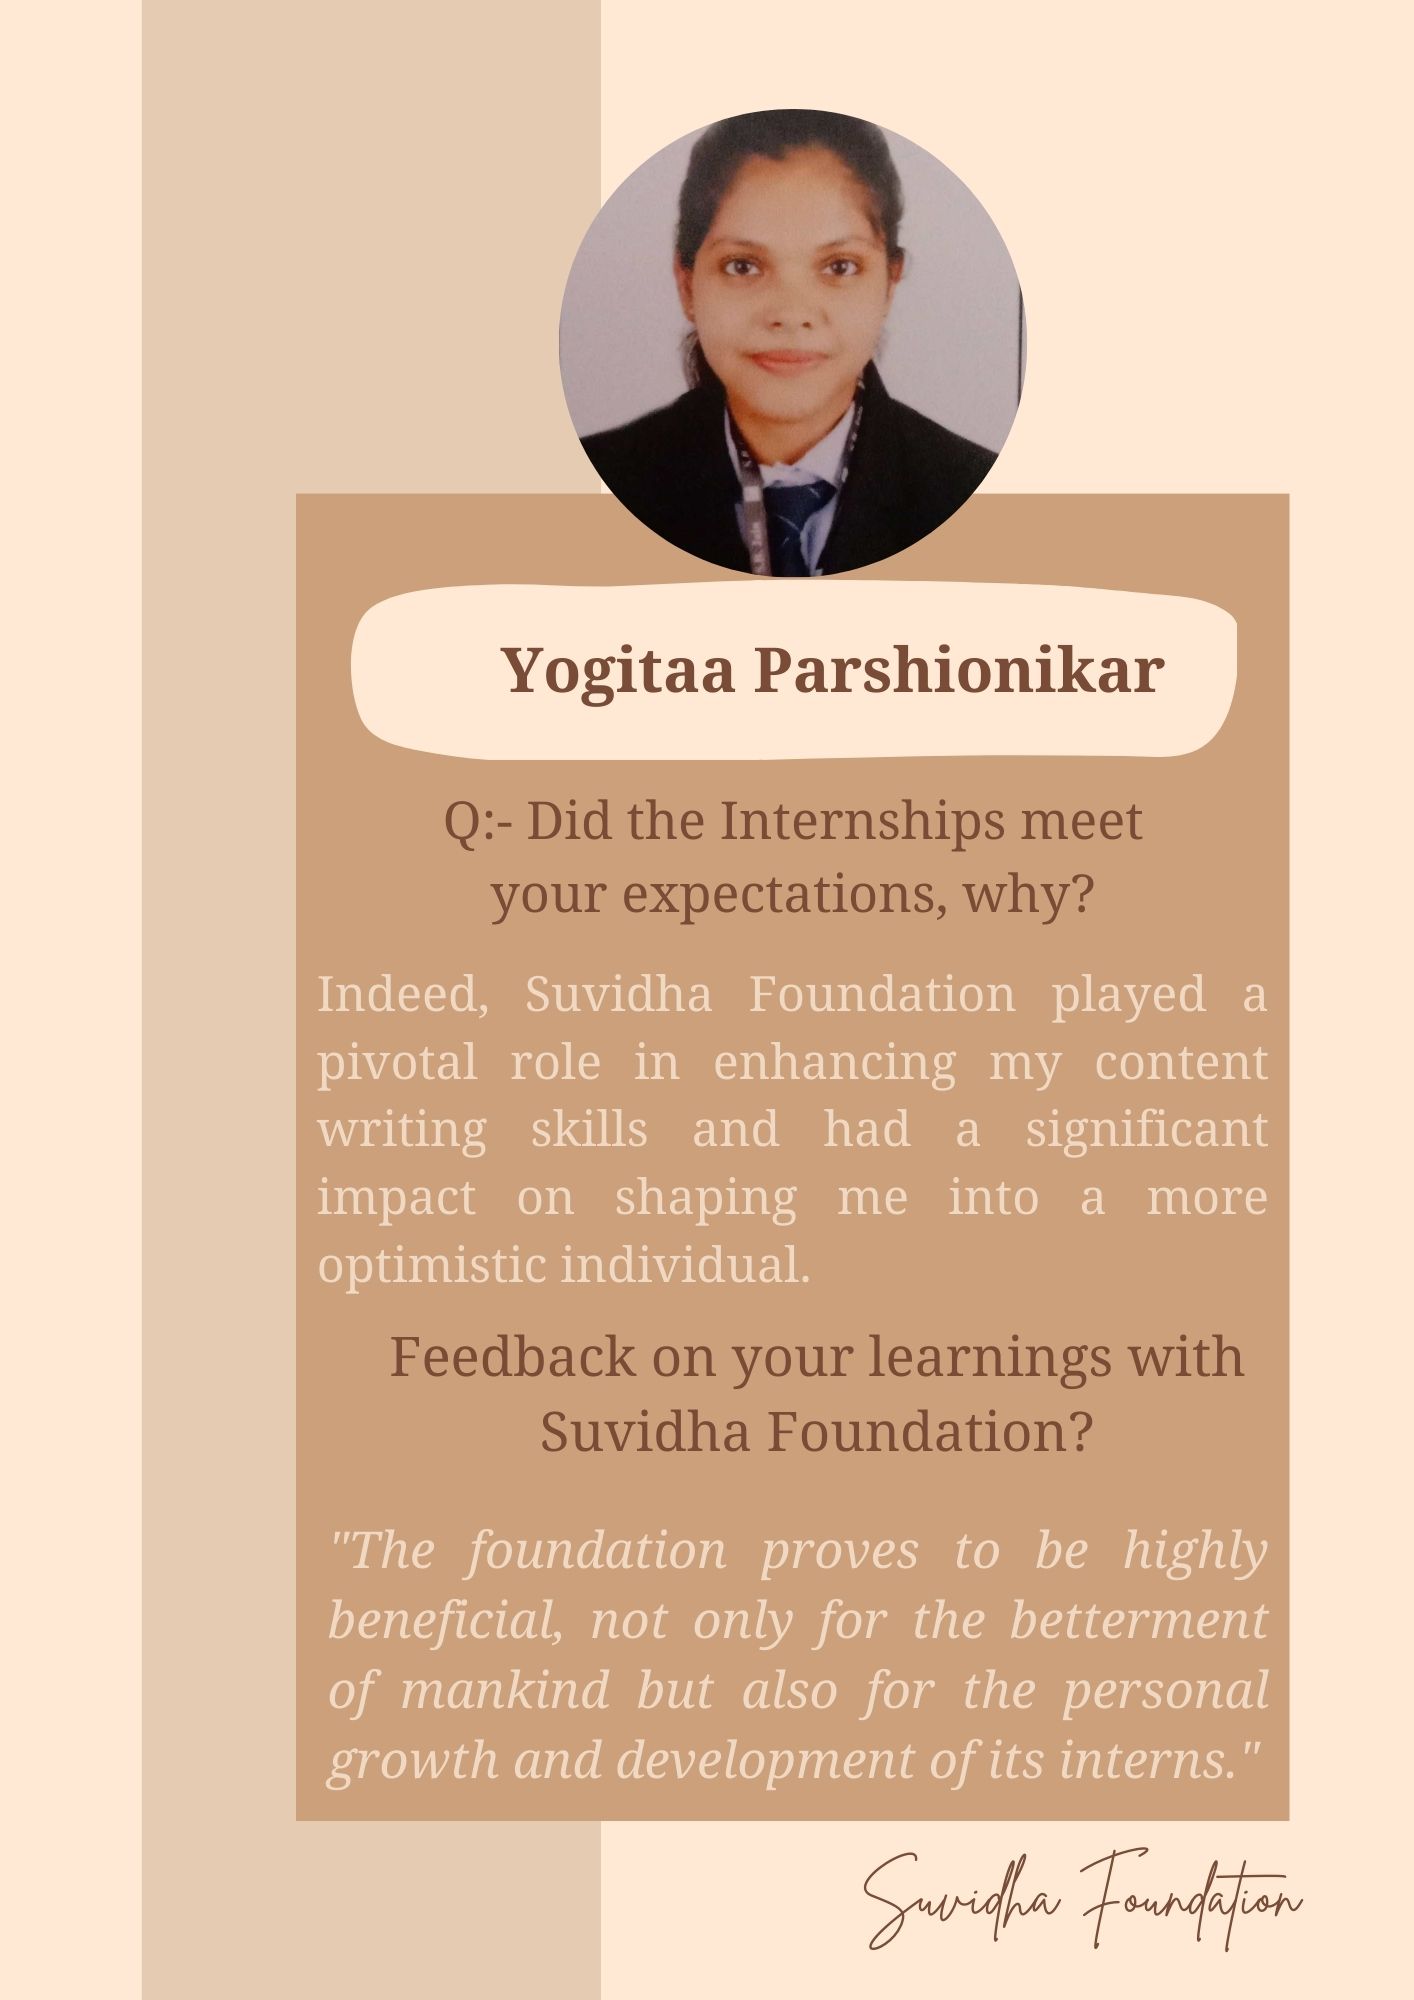 Yogitaa Parshionikar
Q:- Did the Internships meet
your expectations, why?
Indeed, Suvidha Foundation played a
pivotal role in enhancing my content
writing skills and had a significant
impact on shaping me into a more
optimistic individual.
Feedback on your learnings with
Suvidha Foundation?
"The foundation proves to be highly
beneficial, not only for the betterment
of mankind but also for the personal
growth and development of its interns."
Suvidha Foundation